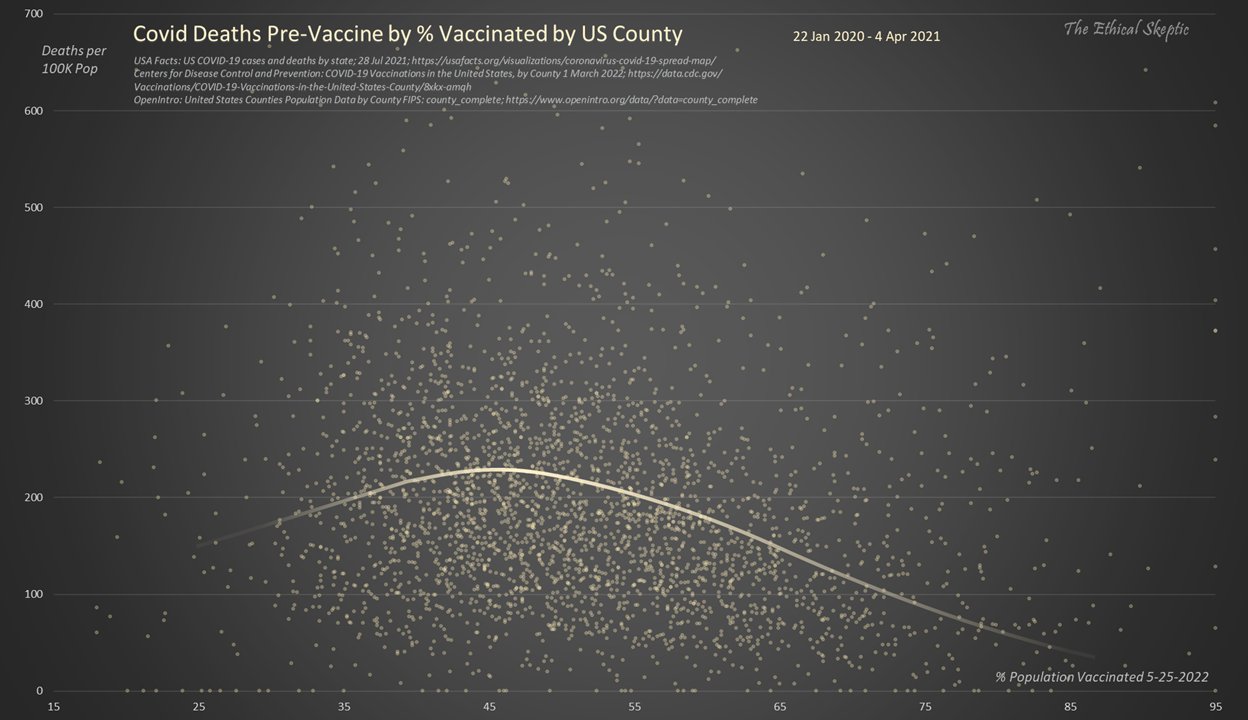 700
Covid Deaths Pre-Vaccine by % Vaccinated by US County
22 Jan 2020 - 4 Apr 2021
The Ethical Skeptic
Deaths per
100K Pop
USA Facts: US COVID-19 cases and deaths by state; 28 Jul 2021; https://usafacts.org/visualizations/coronavirus-covid-19-spread-map/
Centers for Disease Control and Prevention: COVID-19 Vaccinations in the United States, by County 1 March 2022; https://data.cdc.gov/
Vaccinations/COVID-19-Vaccinations-in-the-United-States-County/8xkx-amqh
OpenIntro: United States Counties Population Data by County FIPS: county_complete; https://www.openintro.org/data/?data=county_complete
600
500
400
300
200
100
% Population Vaccinated 5-25-2022
0
15 25 35 45 55 65 75 85 95